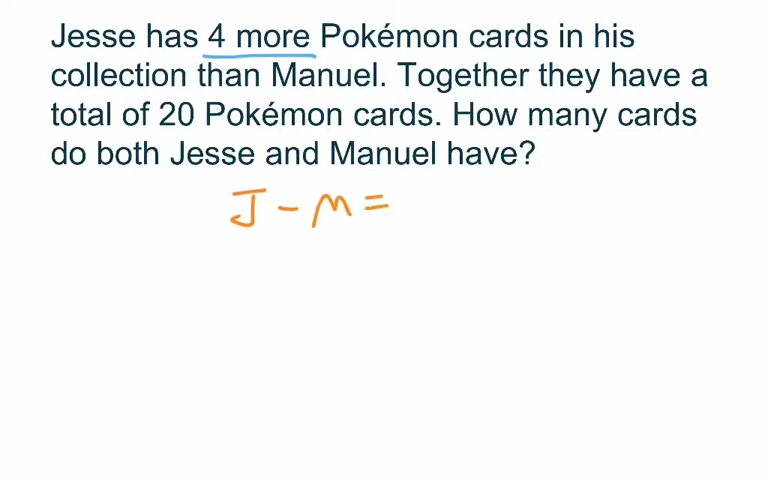 Jesse has 4 more Pokémon cards in his
collection than Manuel. Together they have a
total of 20 Pokémon cards. How many cards
do both Jesse and Manuel have?
J - M =